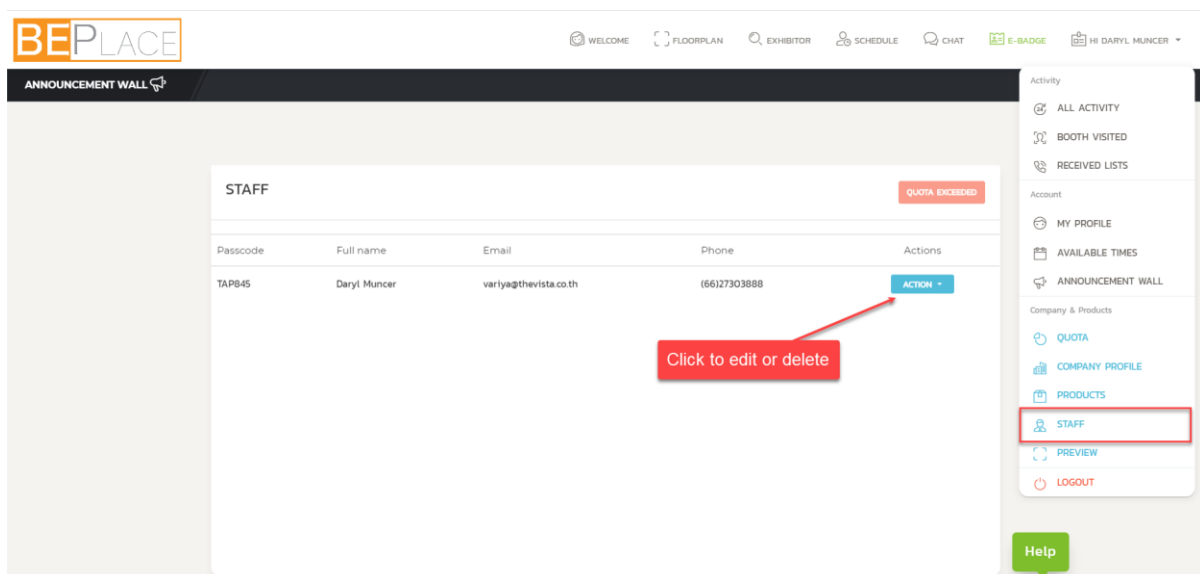 BEPLACE
WELCOME FLOORPLAN EXHIBITOR SCHEDULE CHAT E-BADGE HI DARYL MUNCER
ANNOUNCEMENT WALL
Activity
ALL ACTIVITY
BOOTH VISITED
RECEIVED LISTS
Account
MY PROFILE
AVAILABLE TIMES
ANNOUNCEMENT WALL
Company & Products
QUOTA
COMPANY PROFILE
PRODUCTS
STAFF
PREVIEW
LOGOUT
STAFF QUOTA EXCEEDED
Passcode Full name Email Phone Actions
TAP845 Daryl Muncer variya@thevista.co.th (66)27303888 ACTION
Click to edit or delete
Help